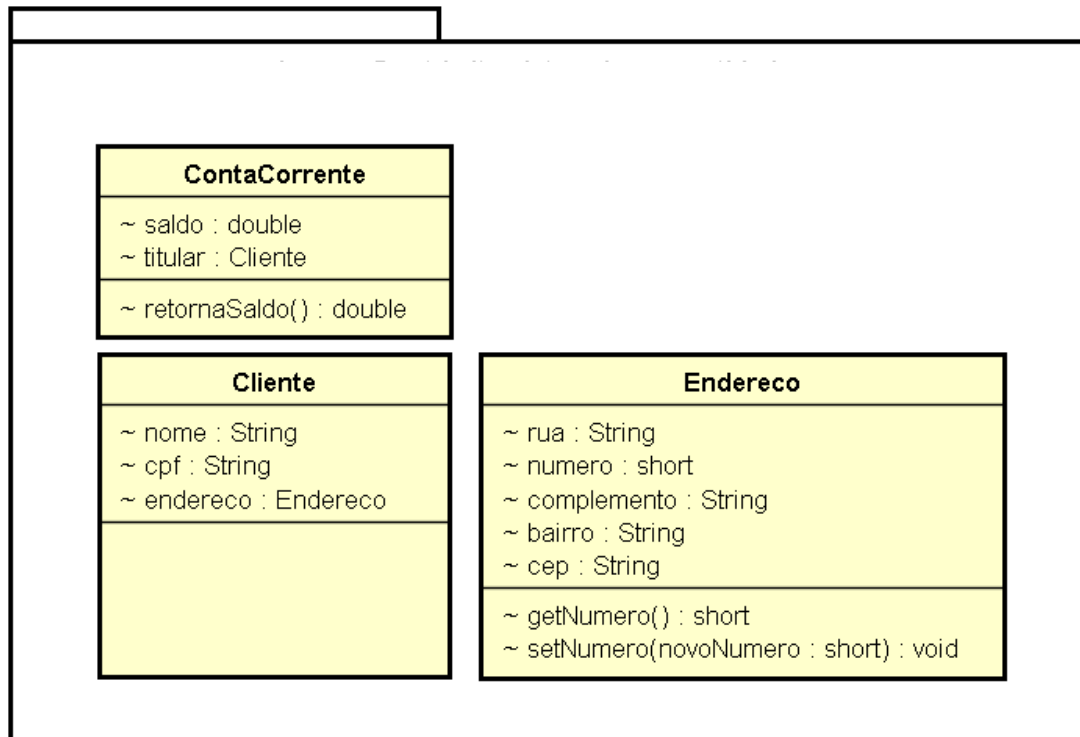 ContaCorrente
~ saldo : double
~ titular : Cliente
~ retornaSaldo() : double
Cliente
~ nome : String
~ cpf : String
~ endereco : Endereco
Endereco
~ rua : String
~ numero : short
~ complemento : String
~ bairro : String
~ cep : String
~ getNumero() : short
~ setNumero(novoNumero : short) : void